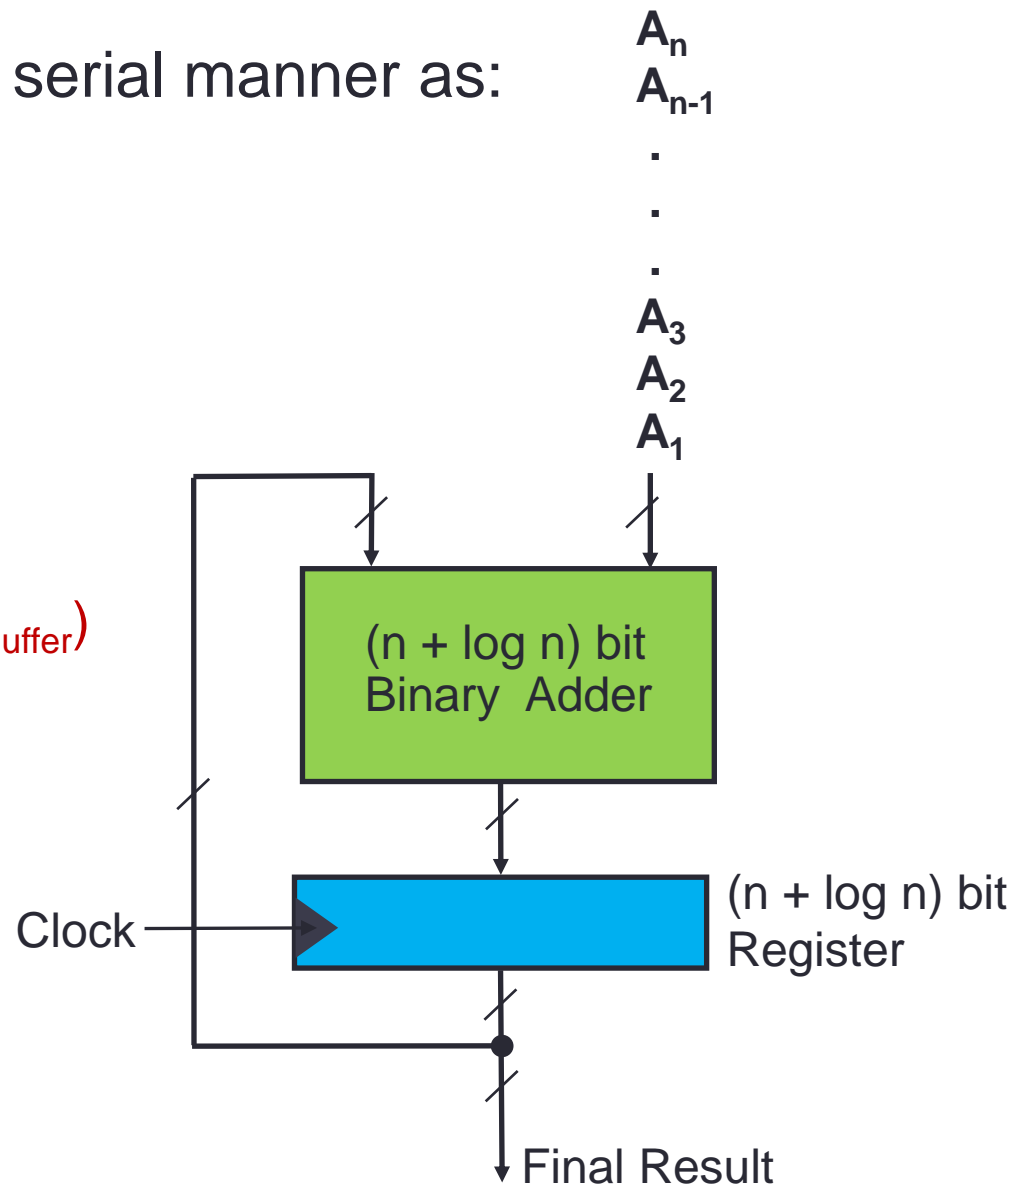 serial manner as:
Aₙ
Aₙ₋₁
.
.
.
A₃
A₂
A₁
uffer)
(n + log n) bit
Binary Adder
(n + log n) bit
Register
Clock
Final Result